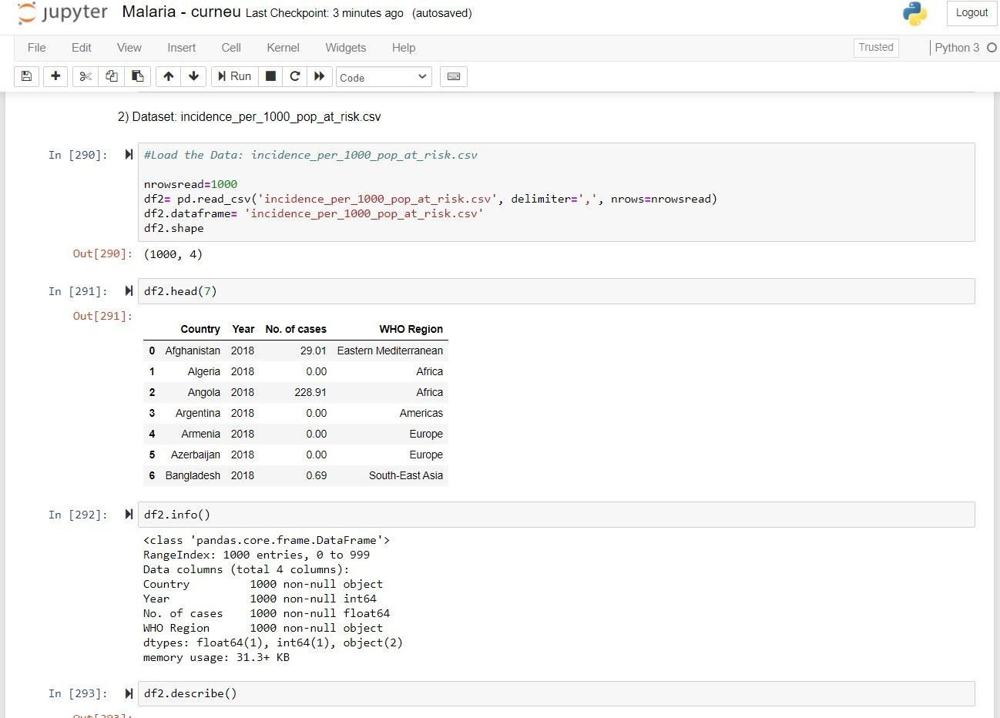 jupyter Malaria - curneu Last Checkpoint: 3 minutes ago (autosaved) Logout
File Edit View Insert Cell Kernel Widgets Help Trusted Python 3
Run Code
2) Dataset: incidence_per_1000_pop_at_risk.csv
In [290]: #Load the Data: incidence_per_1000_pop_at_risk.csv
nrowsread=1000
df2= pd.read_csv('incidence_per_1000_pop_at_risk.csv', delimiter=',', nrows=nrowsread)
df2.dataframe= 'incidence_per_1000_pop_at_risk.csv'
df2.shape
Out[290]: (1000, 4)
In [291]: df2.head(7)
Out[291]:
Country Year No. of cases WHO Region
0 Afghanistan 2018 29.01 Eastern Mediterranean
1 Algeria 2018 0.00 Africa
2 Angola 2018 228.91 Africa
3 Argentina 2018 0.00 Americas
4 Armenia 2018 0.00 Europe
5 Azerbaijan 2018 0.00 Europe
6 Bangladesh 2018 0.69 South-East Asia
In [292]: df2.info()
<class 'pandas.core.frame.DataFrame'>
RangeIndex: 1000 entries, 0 to 999
Data columns (total 4 columns):
Country 1000 non-null object
Year 1000 non-null int64
No. of cases 1000 non-null float64
WHO Region 1000 non-null object
dtypes: float64(1), int64(1), object(2)
memory usage: 31.3+ KB
In [293]: df2.describe()
Out[293]: